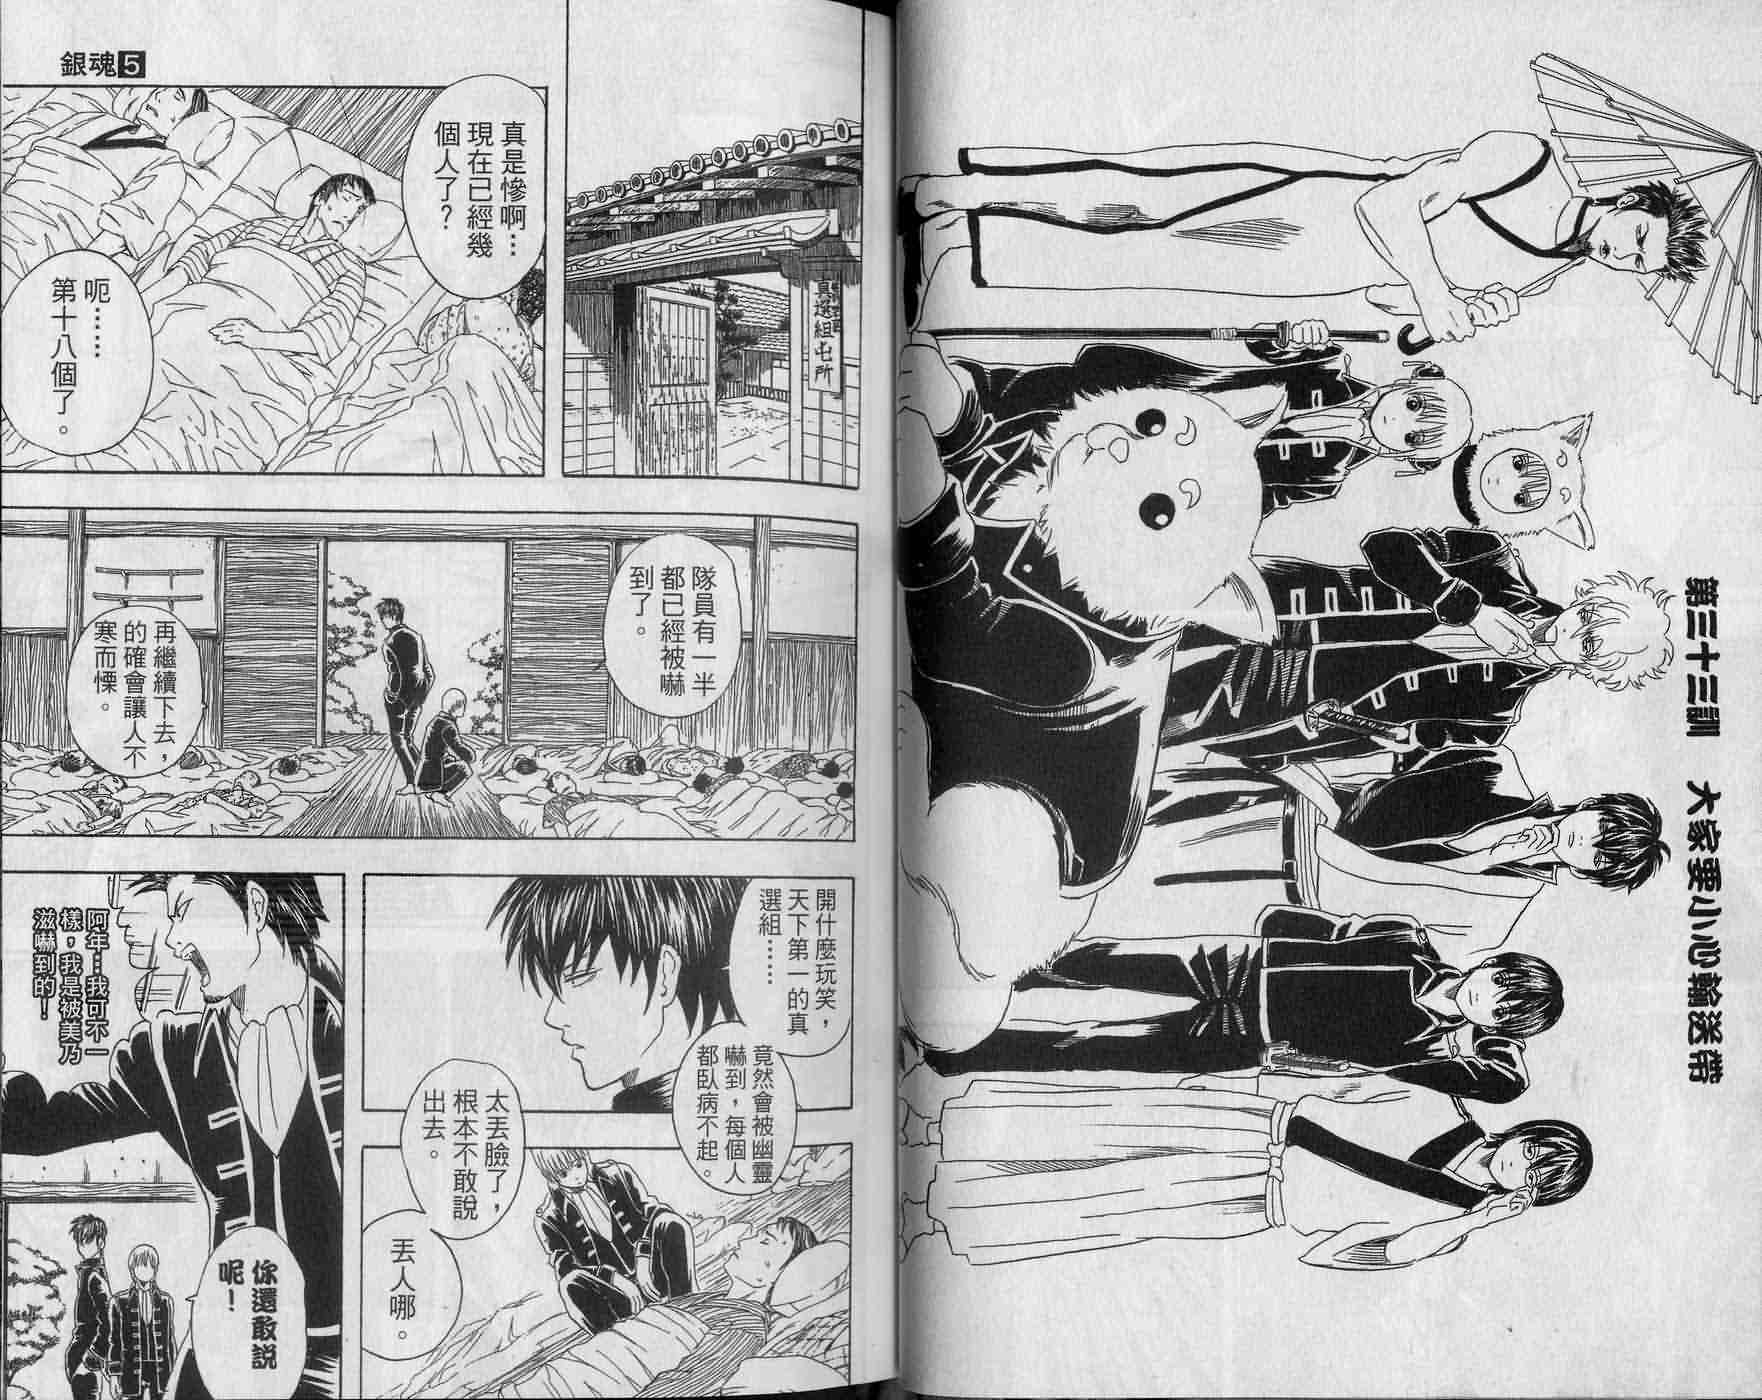 第三十三訓　大家要小心輸送帶
銀魂5
真選組屯所
真是慘啊…
現在已經幾
個人了？
呃……
第十八個了。
隊員有一半
都已經被嚇
到了。
再繼續下去，
的確會讓人不
寒而慄。
開什麼玩笑，
天下第一的真
選組……
竟然會被幽靈
嚇到，每個人
都臥病不起。
太丟臉了，
根本不敢說
出去。
丟人哪。
阿年…我可不一
樣，我是被美乃
滋嚇到的！
你還敢說
呢！